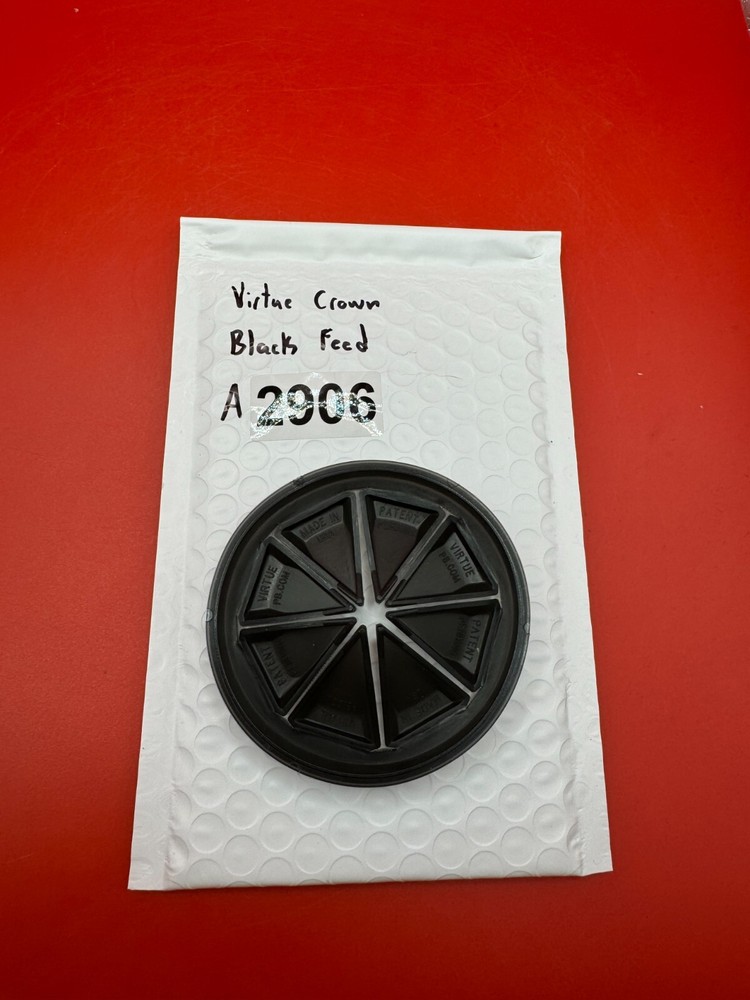 Virtue Crown
Black Feed
A 2906
MADE IN
PATENT
VIRTUE
PB.COM
PATENT
VIRTUE
PB.COM
PATENT